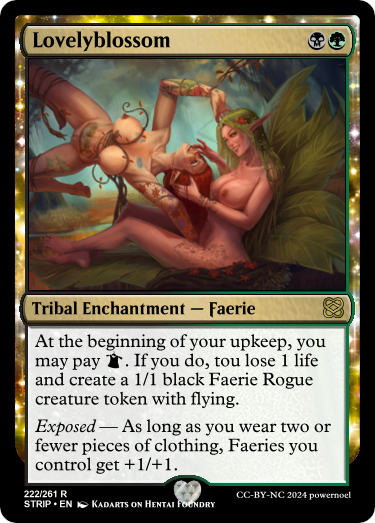 Lovelyblossom
Tribal Enchantment — Faerie
At the beginning of your upkeep, you
may pay . If you do, tou lose 1 life
and create a 1/1 black Faerie Rogue
creature token with flying.
Exposed — As long as you wear two or
fewer pieces of clothing, Faeries you
control get +1/+1.
222/261 R
STRIP • EN Kadarts on Hentai Foundry
CC-BY-NC 2024 powernoel